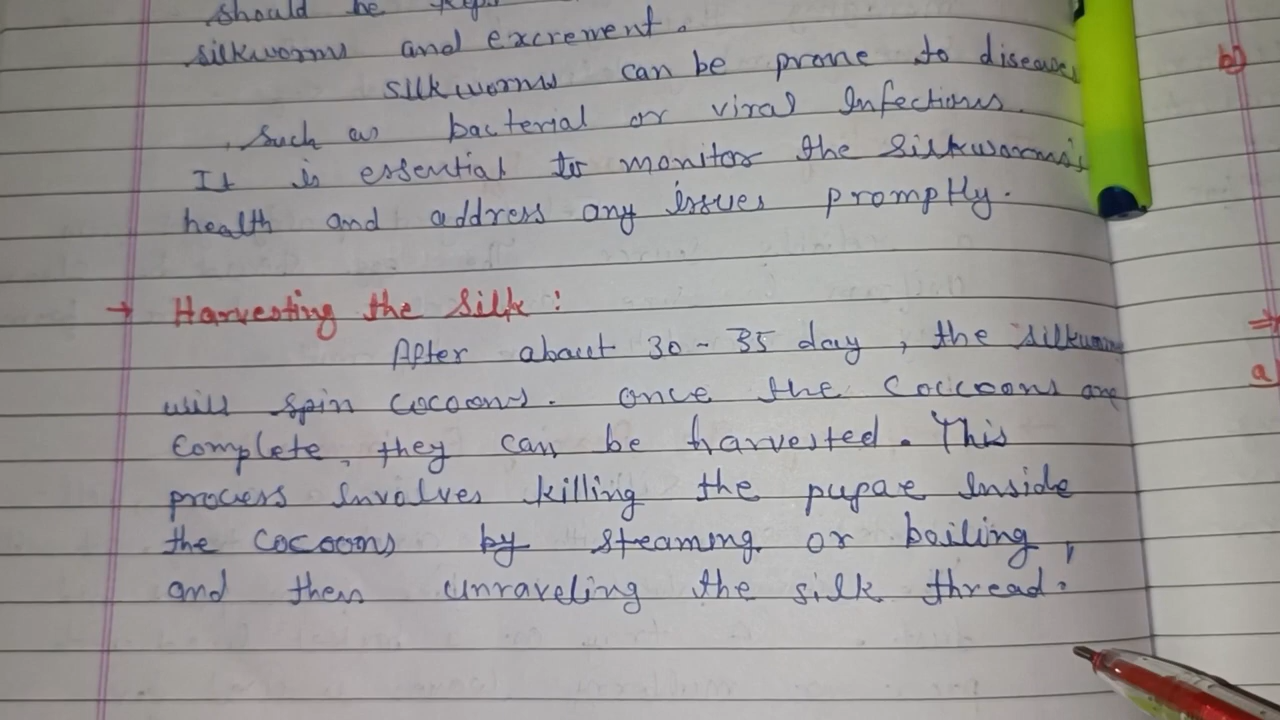 should be
silkworms and excrement.
silkworms can be prone to diseases
such as bacterial or viral Infections.
It is essential to monitor the silkworm's
health and address any issues promptly.
b)
→ Harvesting the Silk :
After about 30 - 35 day, the silkworms
will spin cocoons. once the Coccoons are
Complete, they can be harvested. This
process Involves killing the pupae Inside
the cocoons by steaming or boiling,
and then unraveling the silk thread.
⇒
a)